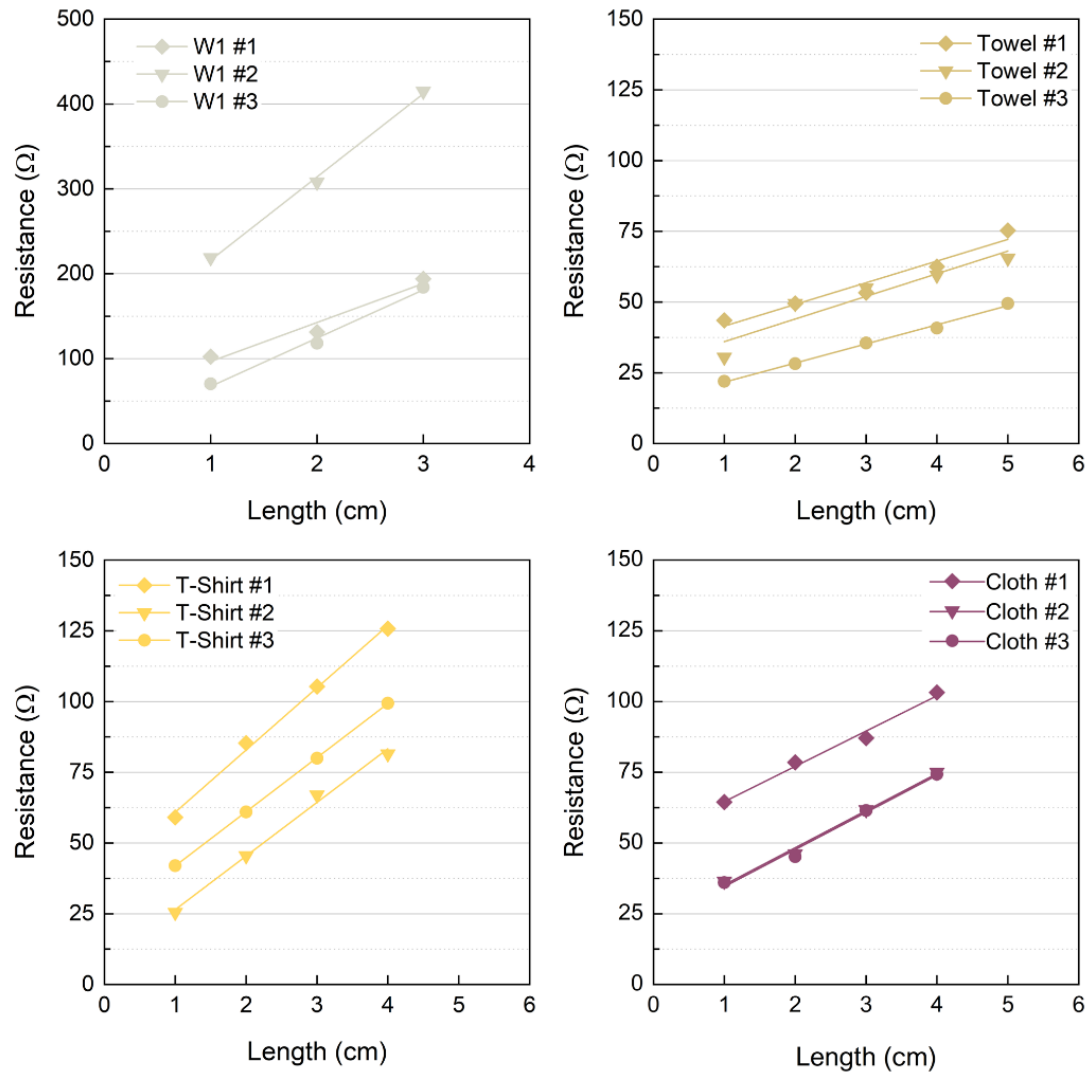 500
400
300
200
100
0
Resistance (Ω)
W1 #1
W1 #2
W1 #3
0 1 2 3 4
Length (cm)
150
125
100
75
50
25
0
Resistance (Ω)
Towel #1
Towel #2
Towel #3
0 1 2 3 4 5 6
Length (cm)
150
125
100
75
50
25
0
Resistance (Ω)
T-Shirt #1
T-Shirt #2
T-Shirt #3
0 1 2 3 4 5 6
Length (cm)
150
125
100
75
50
25
0
Resistance (Ω)
Cloth #1
Cloth #2
Cloth #3
0 1 2 3 4 5 6
Length (cm)